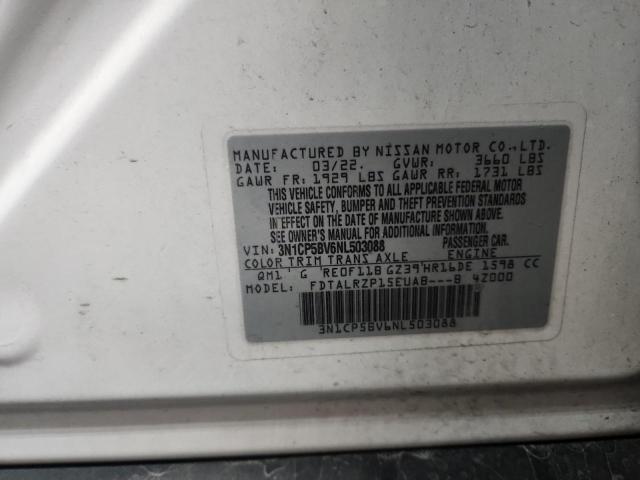 MANUFACTURED BY NISSAN MOTOR CO.,LTD.
DATE: 03/22. GVWR: 3660 LBS
GAWR FR: 1929 LBS GAWR RR: 1731 LBS
THIS VEHICLE CONFORMS TO ALL APPLICABLE FEDERAL MOTOR
VEHICLE SAFETY, BUMPER AND THEFT PREVENTION STANDARDS
IN EFFECT ON THE DATE OF MANUFACTURE SHOWN ABOVE.
SEE OWNER'S MANUAL FOR ADDITIONAL INFORMATION.
VIN: 3N1CP5BV6NL503088 PASSENGER CAR.
COLOR TRIM TRANS AXLE ENGINE
QM1 G RE0F11B GZ39 HR16DE 1598 CC
FDTALRZP15EUAB---B 4Z000
3N1CP5BV6NL503088